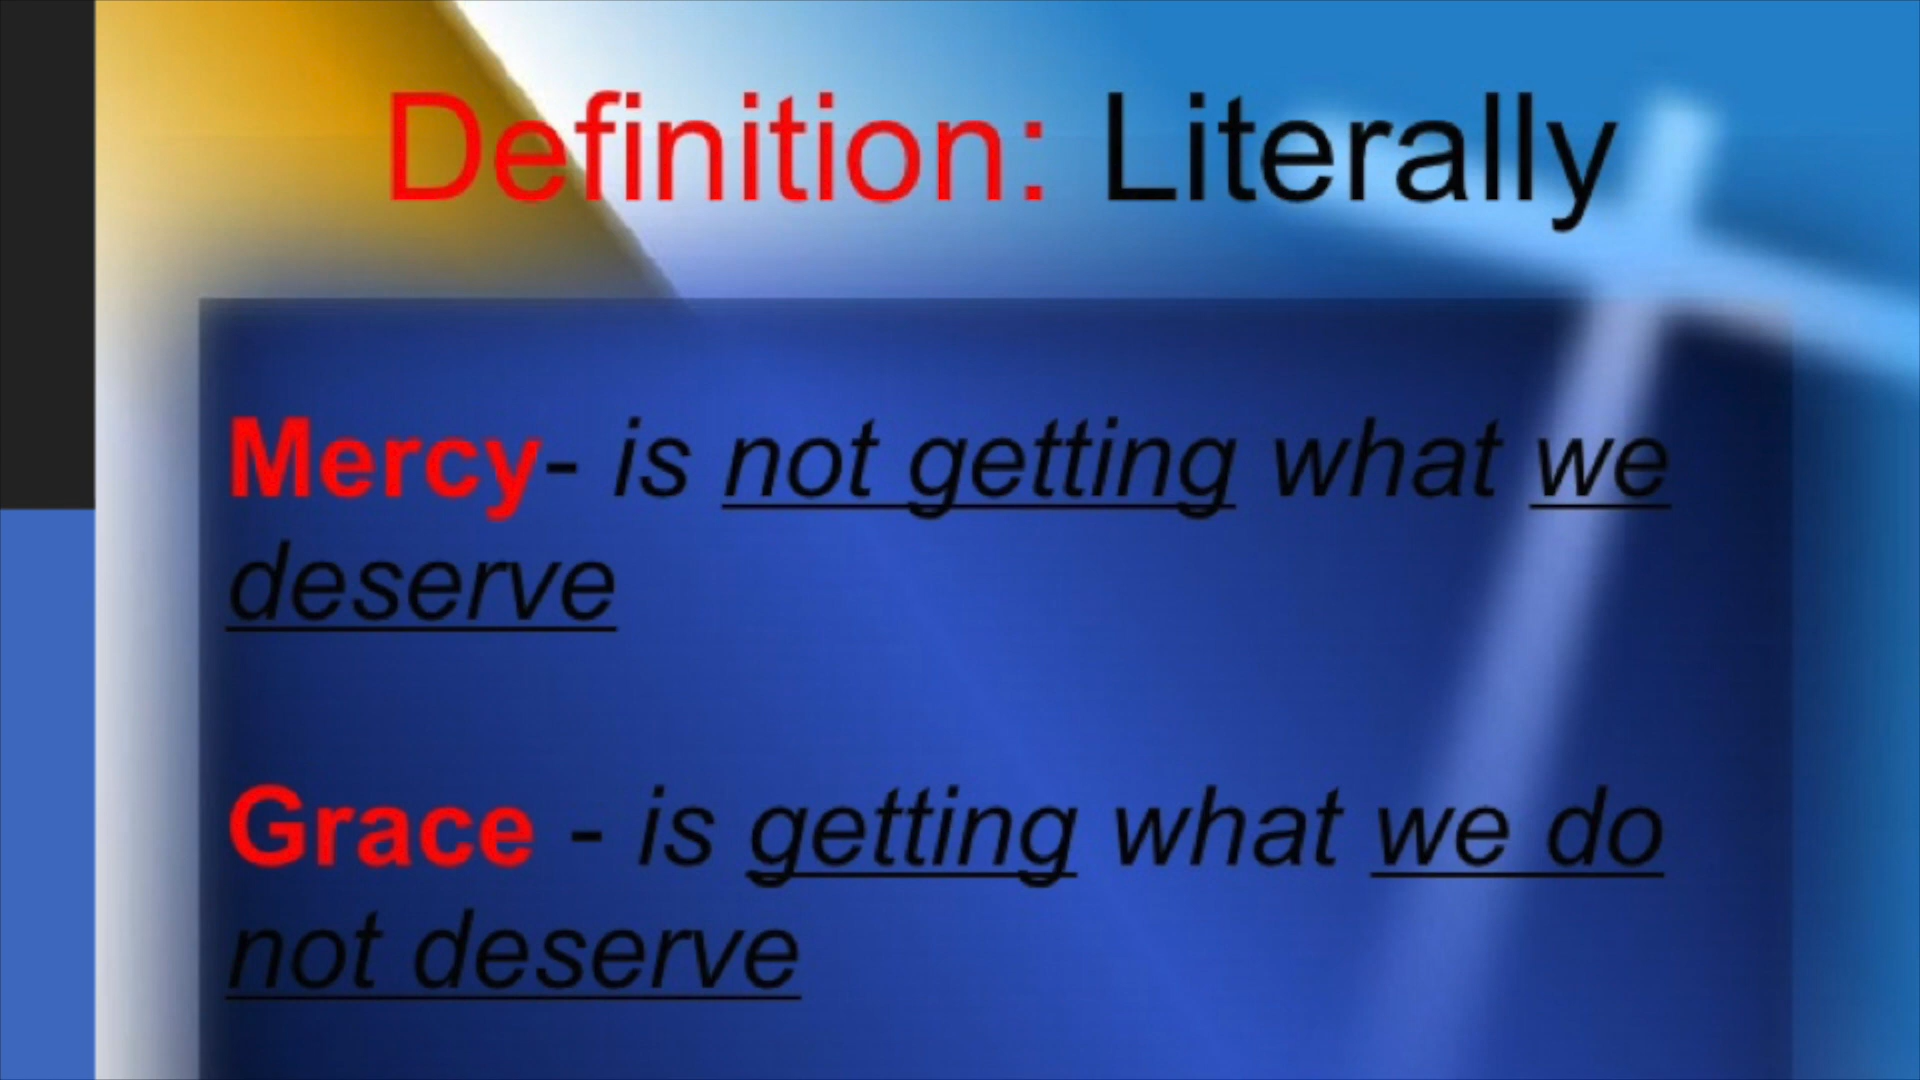 Definition: Literally
Mercy- is not getting what we
deserve
Grace - is getting what we do
not deserve